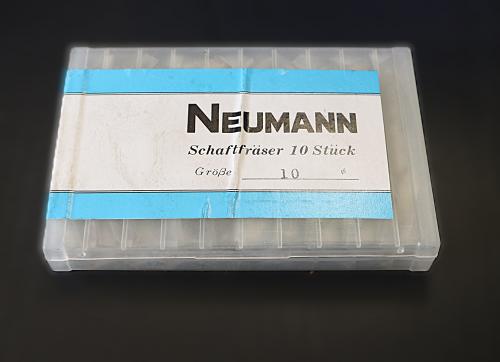 NEUMANN
Schaftfräser 10 Stück
Größe 10 ø